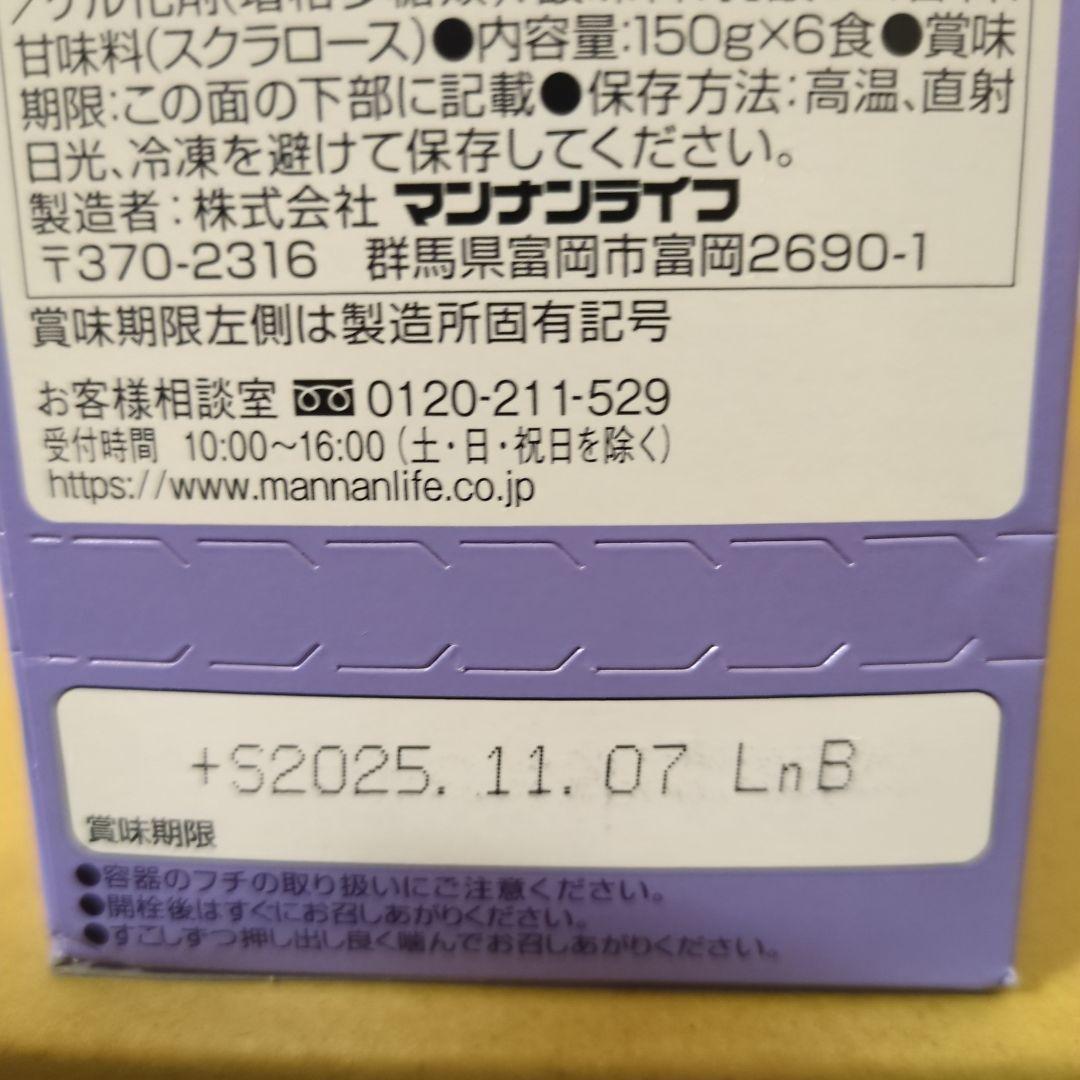 甘味料(スクラロース)●内容量:150g×6食●賞味
期限:この面の下部に記載●保存方法:高温、直射
日光、冷凍を避けて保存してください。
製造者:株式会社 マンナンライフ
〒370-2316 群馬県富岡市富岡2690-1
賞味期限左側は製造所固有記号
お客様相談室 0120-211-529
受付時間 10:00~16:00(土・日・祝日を除く)
https://www.mannanlife.co.jp
+S2025.11.07 LnB
賞味期限
●容器のフチの取り扱いにご注意ください。
●開栓後はすぐにお召しあがりください。
●すこしずつ押し出し良く噛んでお召しあがりください。